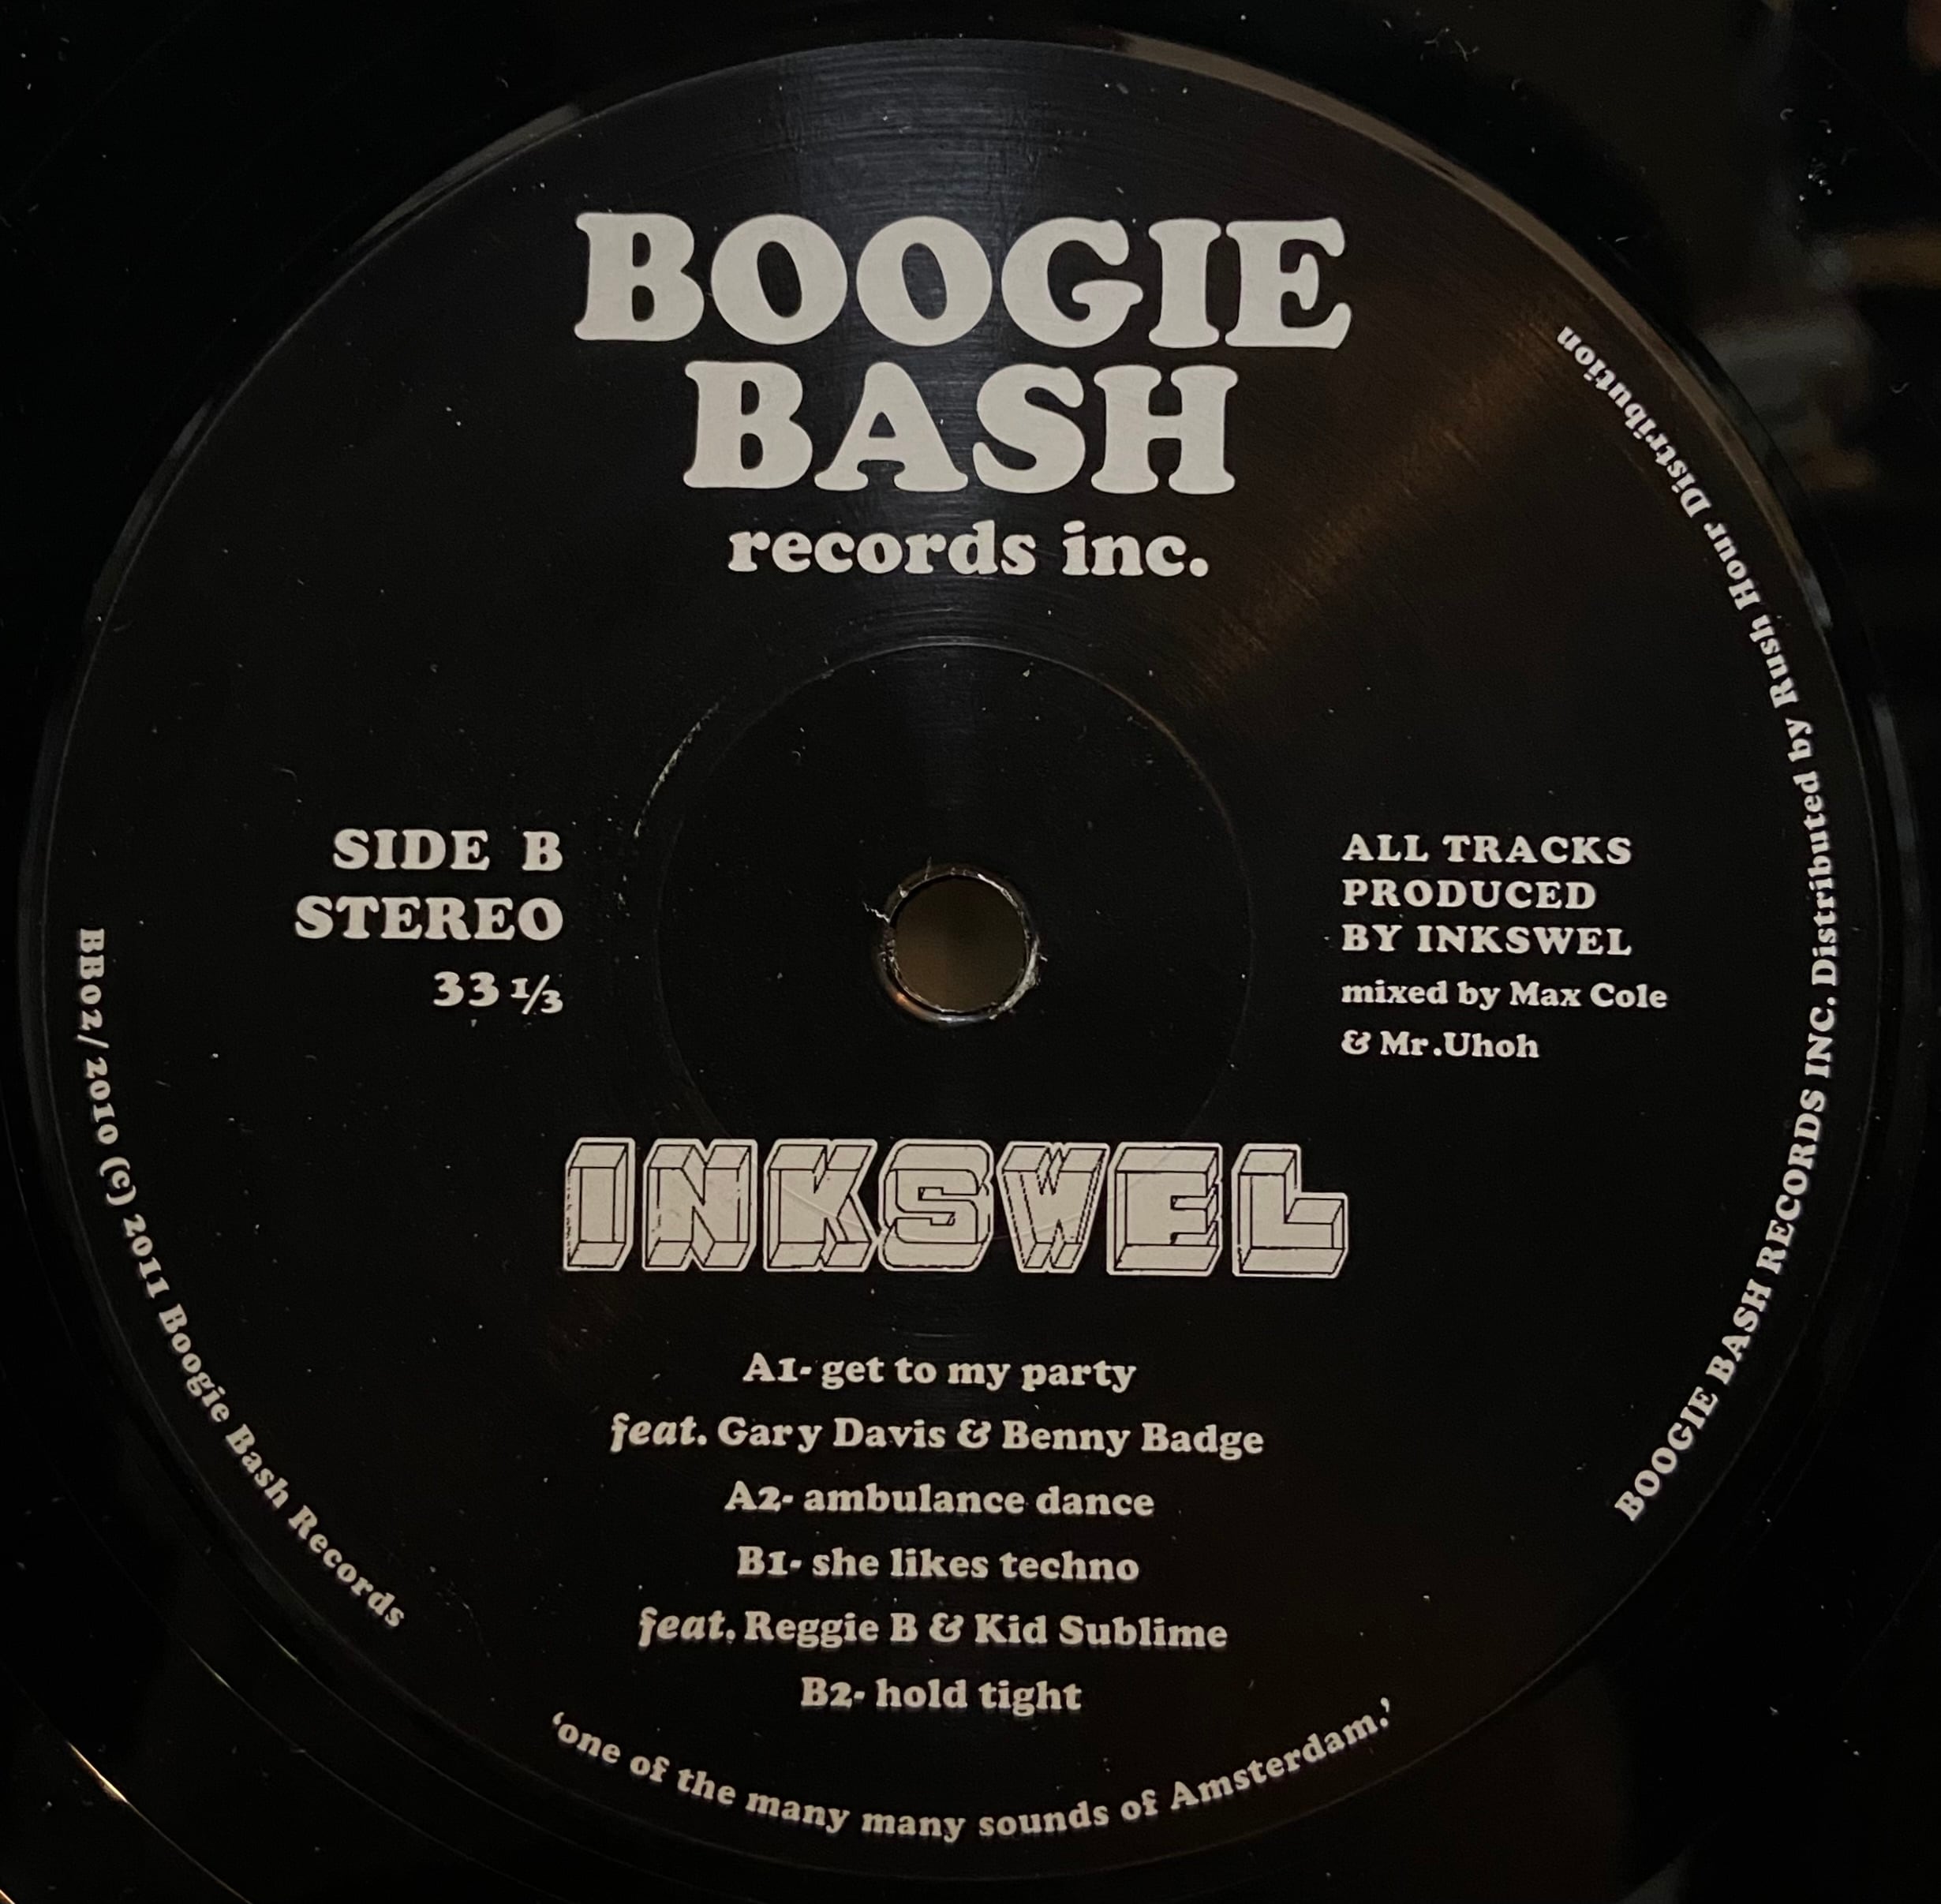 BOOGIE
BASH
records inc.
SIDE B
STEREO
33 1/3
ALL TRACKS
PRODUCED
BY INKSWEL
mixed by Max Cole
& Mr.Uhoh
INKSWEL
A1- get to my party
feat. Gary Davis & Benny Badge
A2- ambulance dance
B1- she likes techno
feat. Reggie B & Kid Sublime
B2- hold tight
'one of the many many sounds of Amsterdam.'
BB02/2010 (c) 2011 Boogie Bash Records
BOOGIE BASH RECORDS INC. Distributed by Rush Hour Distribution